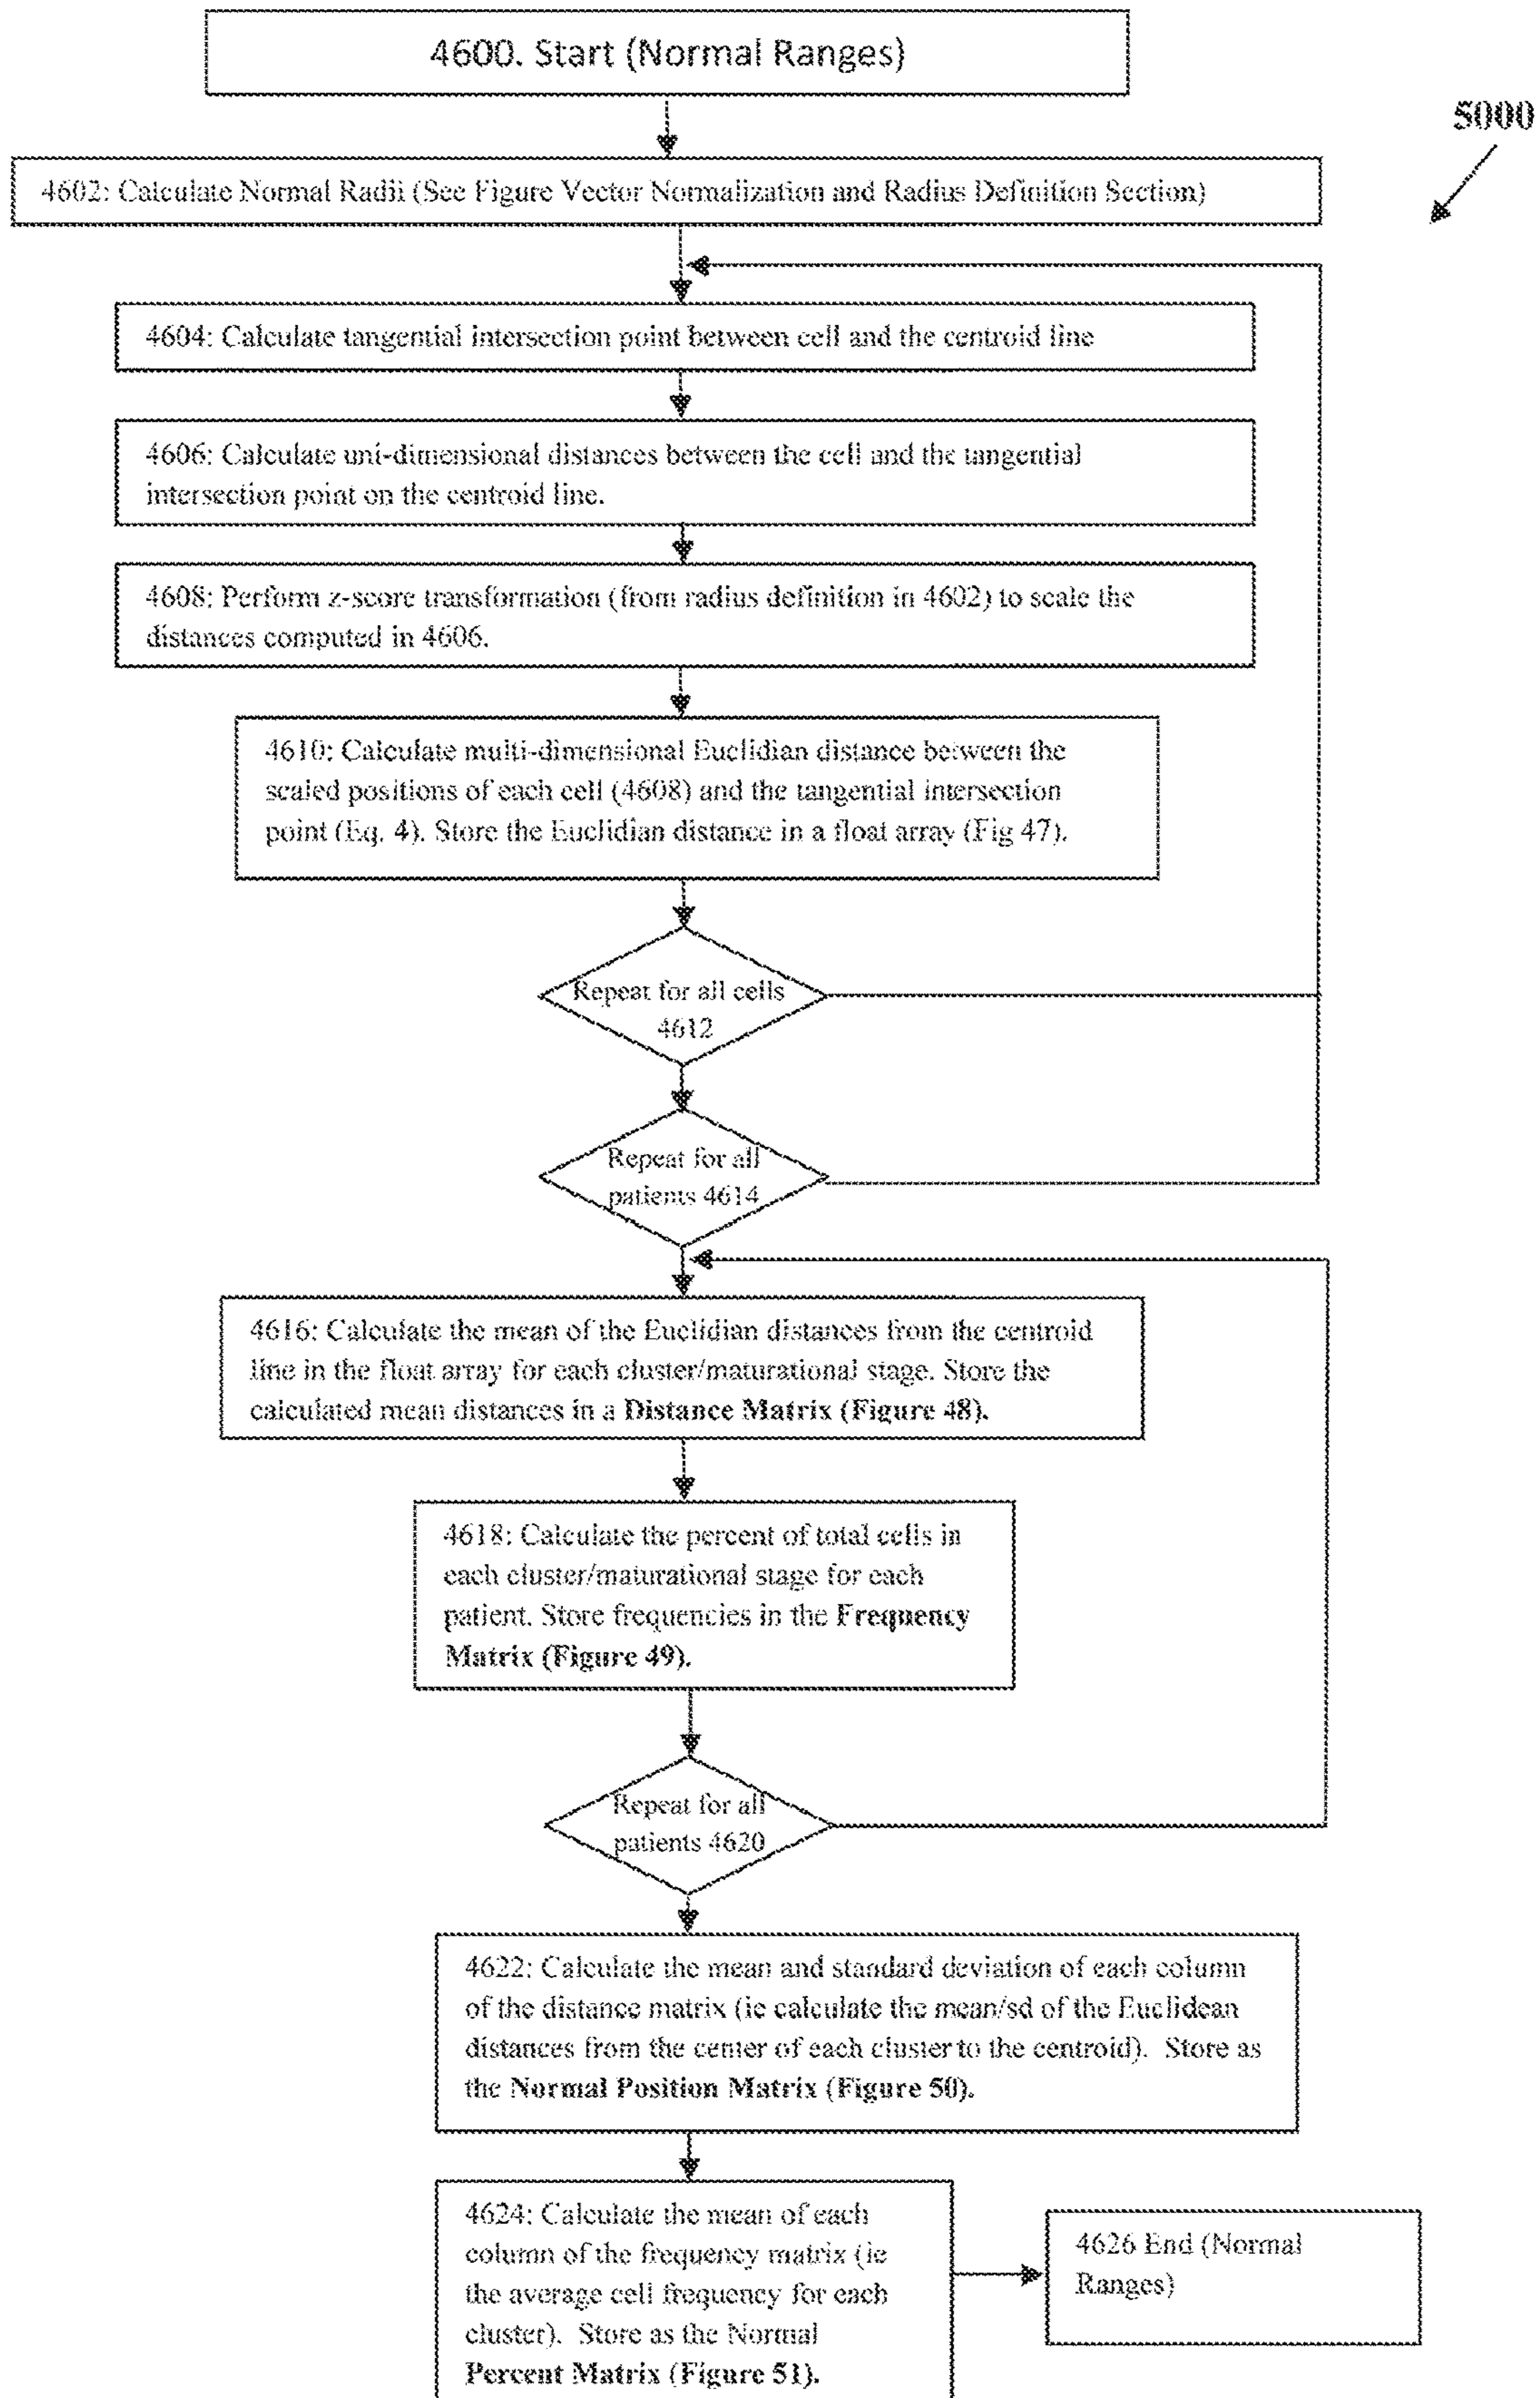 4600. Start (Normal Ranges)
5000
4602: Calculate Normal Radii (See Figure Vector Normalization and Radius Definition Section)
4604: Calculate tangential intersection point between cell and the centroid line
4606: Calculate uni-dimensional distances between the cell and the tangential
intersection point on the centroid line.
4608: Perform z-score transformation (from radius definition in 4602) to scale the
distances computed in 4606.
4610: Calculate multi-dimensional Euclidian distance between the
scaled positions of each cell (4608) and the tangential intersection
point (Eq. 4). Store the Euclidian distance in a float array (Fig 47).
Repeat for all cells
4612
Repeat for all
patients 4614
4616: Calculate the mean of the Euclidian distances from the centroid
line in the float array for each cluster/maturational stage. Store the
calculated mean distances in a Distance Matrix (Figure 48).
4618: Calculate the percent of total cells in
each cluster/maturational stage for each
patient. Store frequencies in the Frequency
Matrix (Figure 49).
Repeat for all
patients 4620
4622: Calculate the mean and standard deviation of each column
of the distance matrix (ie calculate the mean/sd of the Euclidean
distances from the center of each cluster to the centroid). Store as
the Normal Position Matrix (Figure 50).
4624: Calculate the mean of each
column of the frequency matrix (ie
the average cell frequency for each
cluster). Store as the Normal
Percent Matrix (Figure 51).
4626 End (Normal
Ranges)